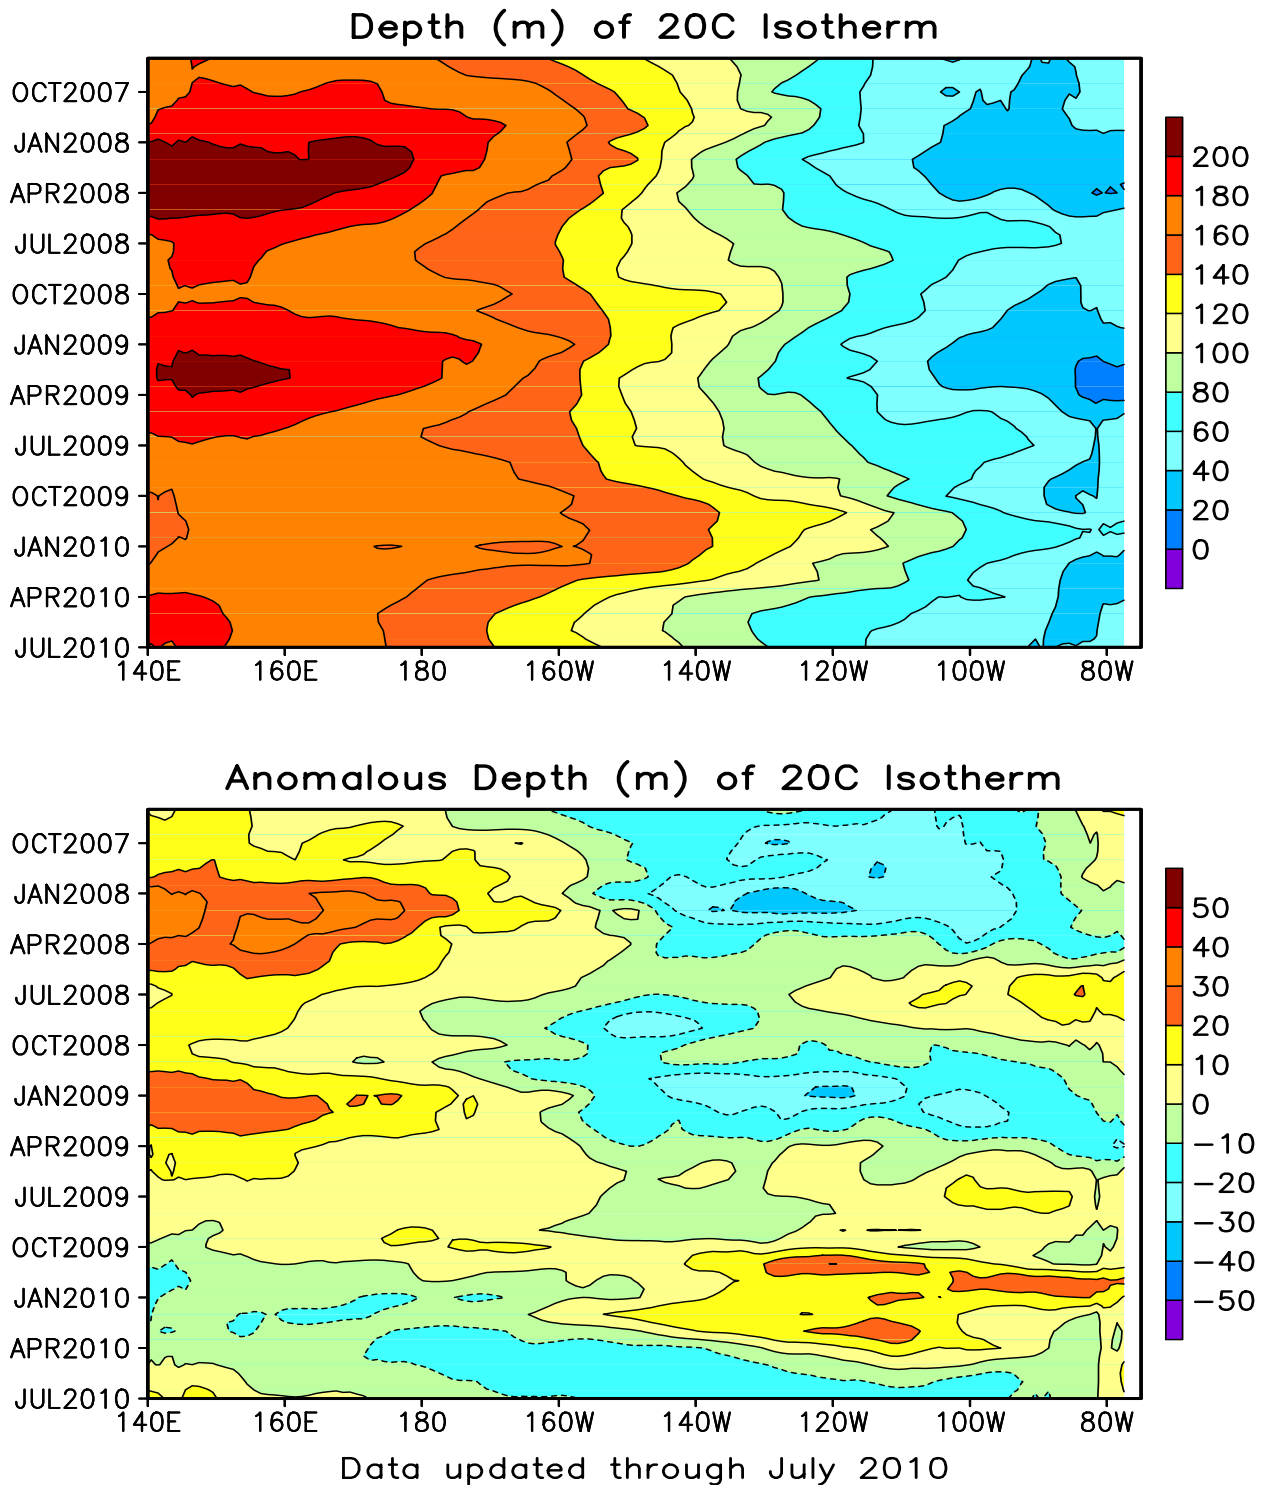 Depth (m) of 20C Isotherm
OCT2007
JAN2008
APR2008
JUL2008
OCT2008
JAN2009
APR2009
JUL2009
OCT2009
JAN2010
APR2010
JUL2010
140E 160E 180 160W 140W 120W 100W 80W
200
180
160
140
120
100
80
60
40
20
0
Anomalous Depth (m) of 20C Isotherm
OCT2007
JAN2008
APR2008
JUL2008
OCT2008
JAN2009
APR2009
JUL2009
OCT2009
JAN2010
APR2010
JUL2010
140E 160E 180 160W 140W 120W 100W 80W
50
40
30
20
10
0
−10
−20
−30
−40
−50
Data updated through July 2010